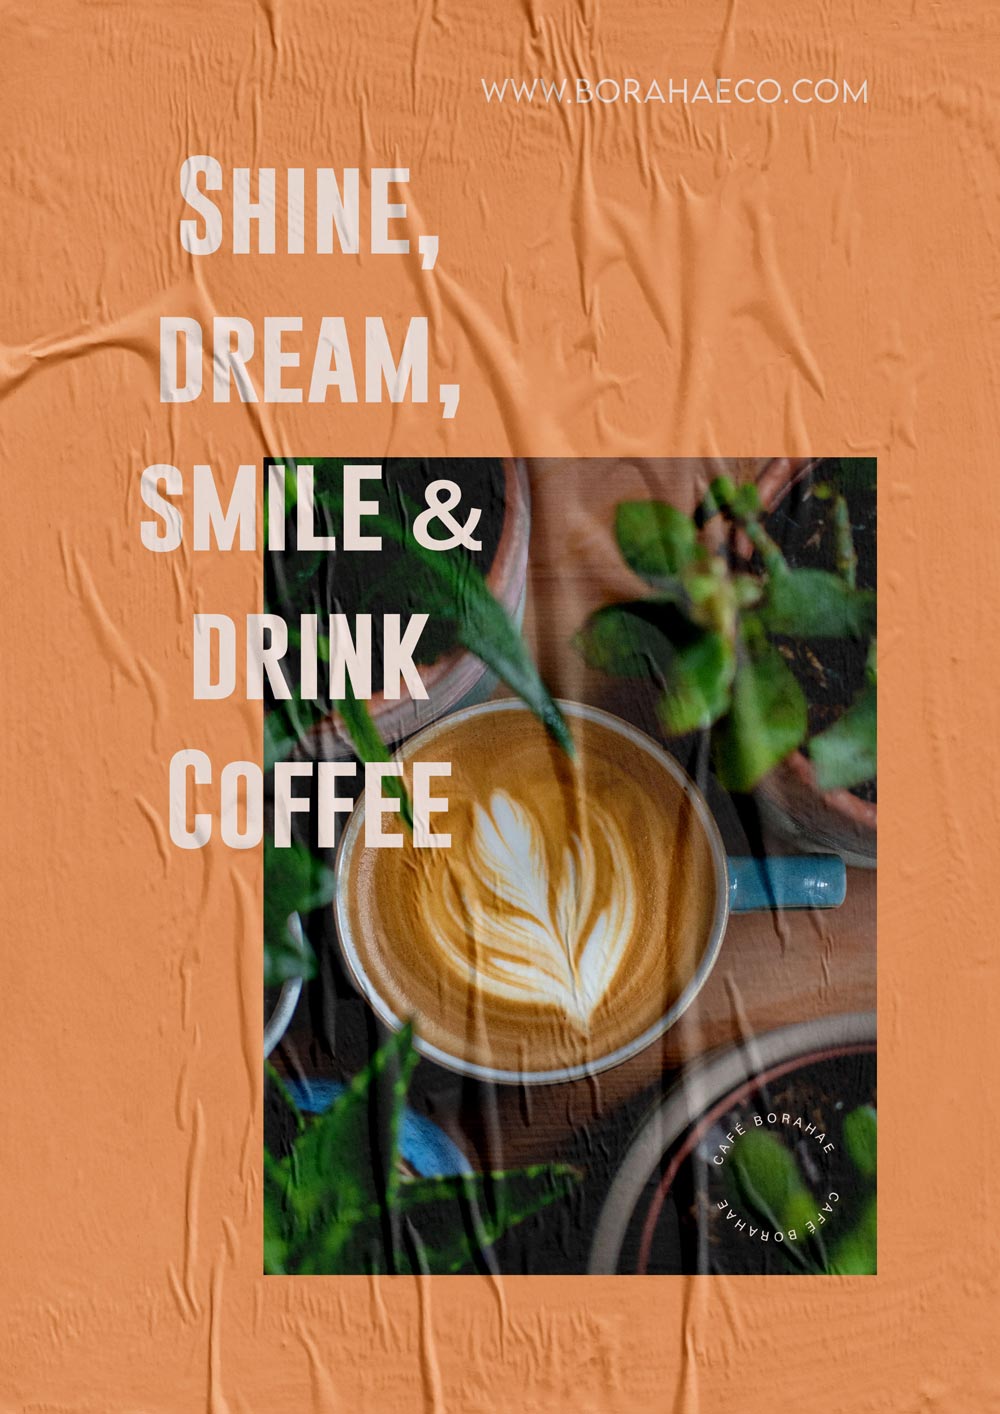 WWW.BORAHAECO.COM
SHINE,
DREAM,
SMILE &
DRINK
COFFEE
CAFÉ BORAHAE
CAFÉ BORAHAE